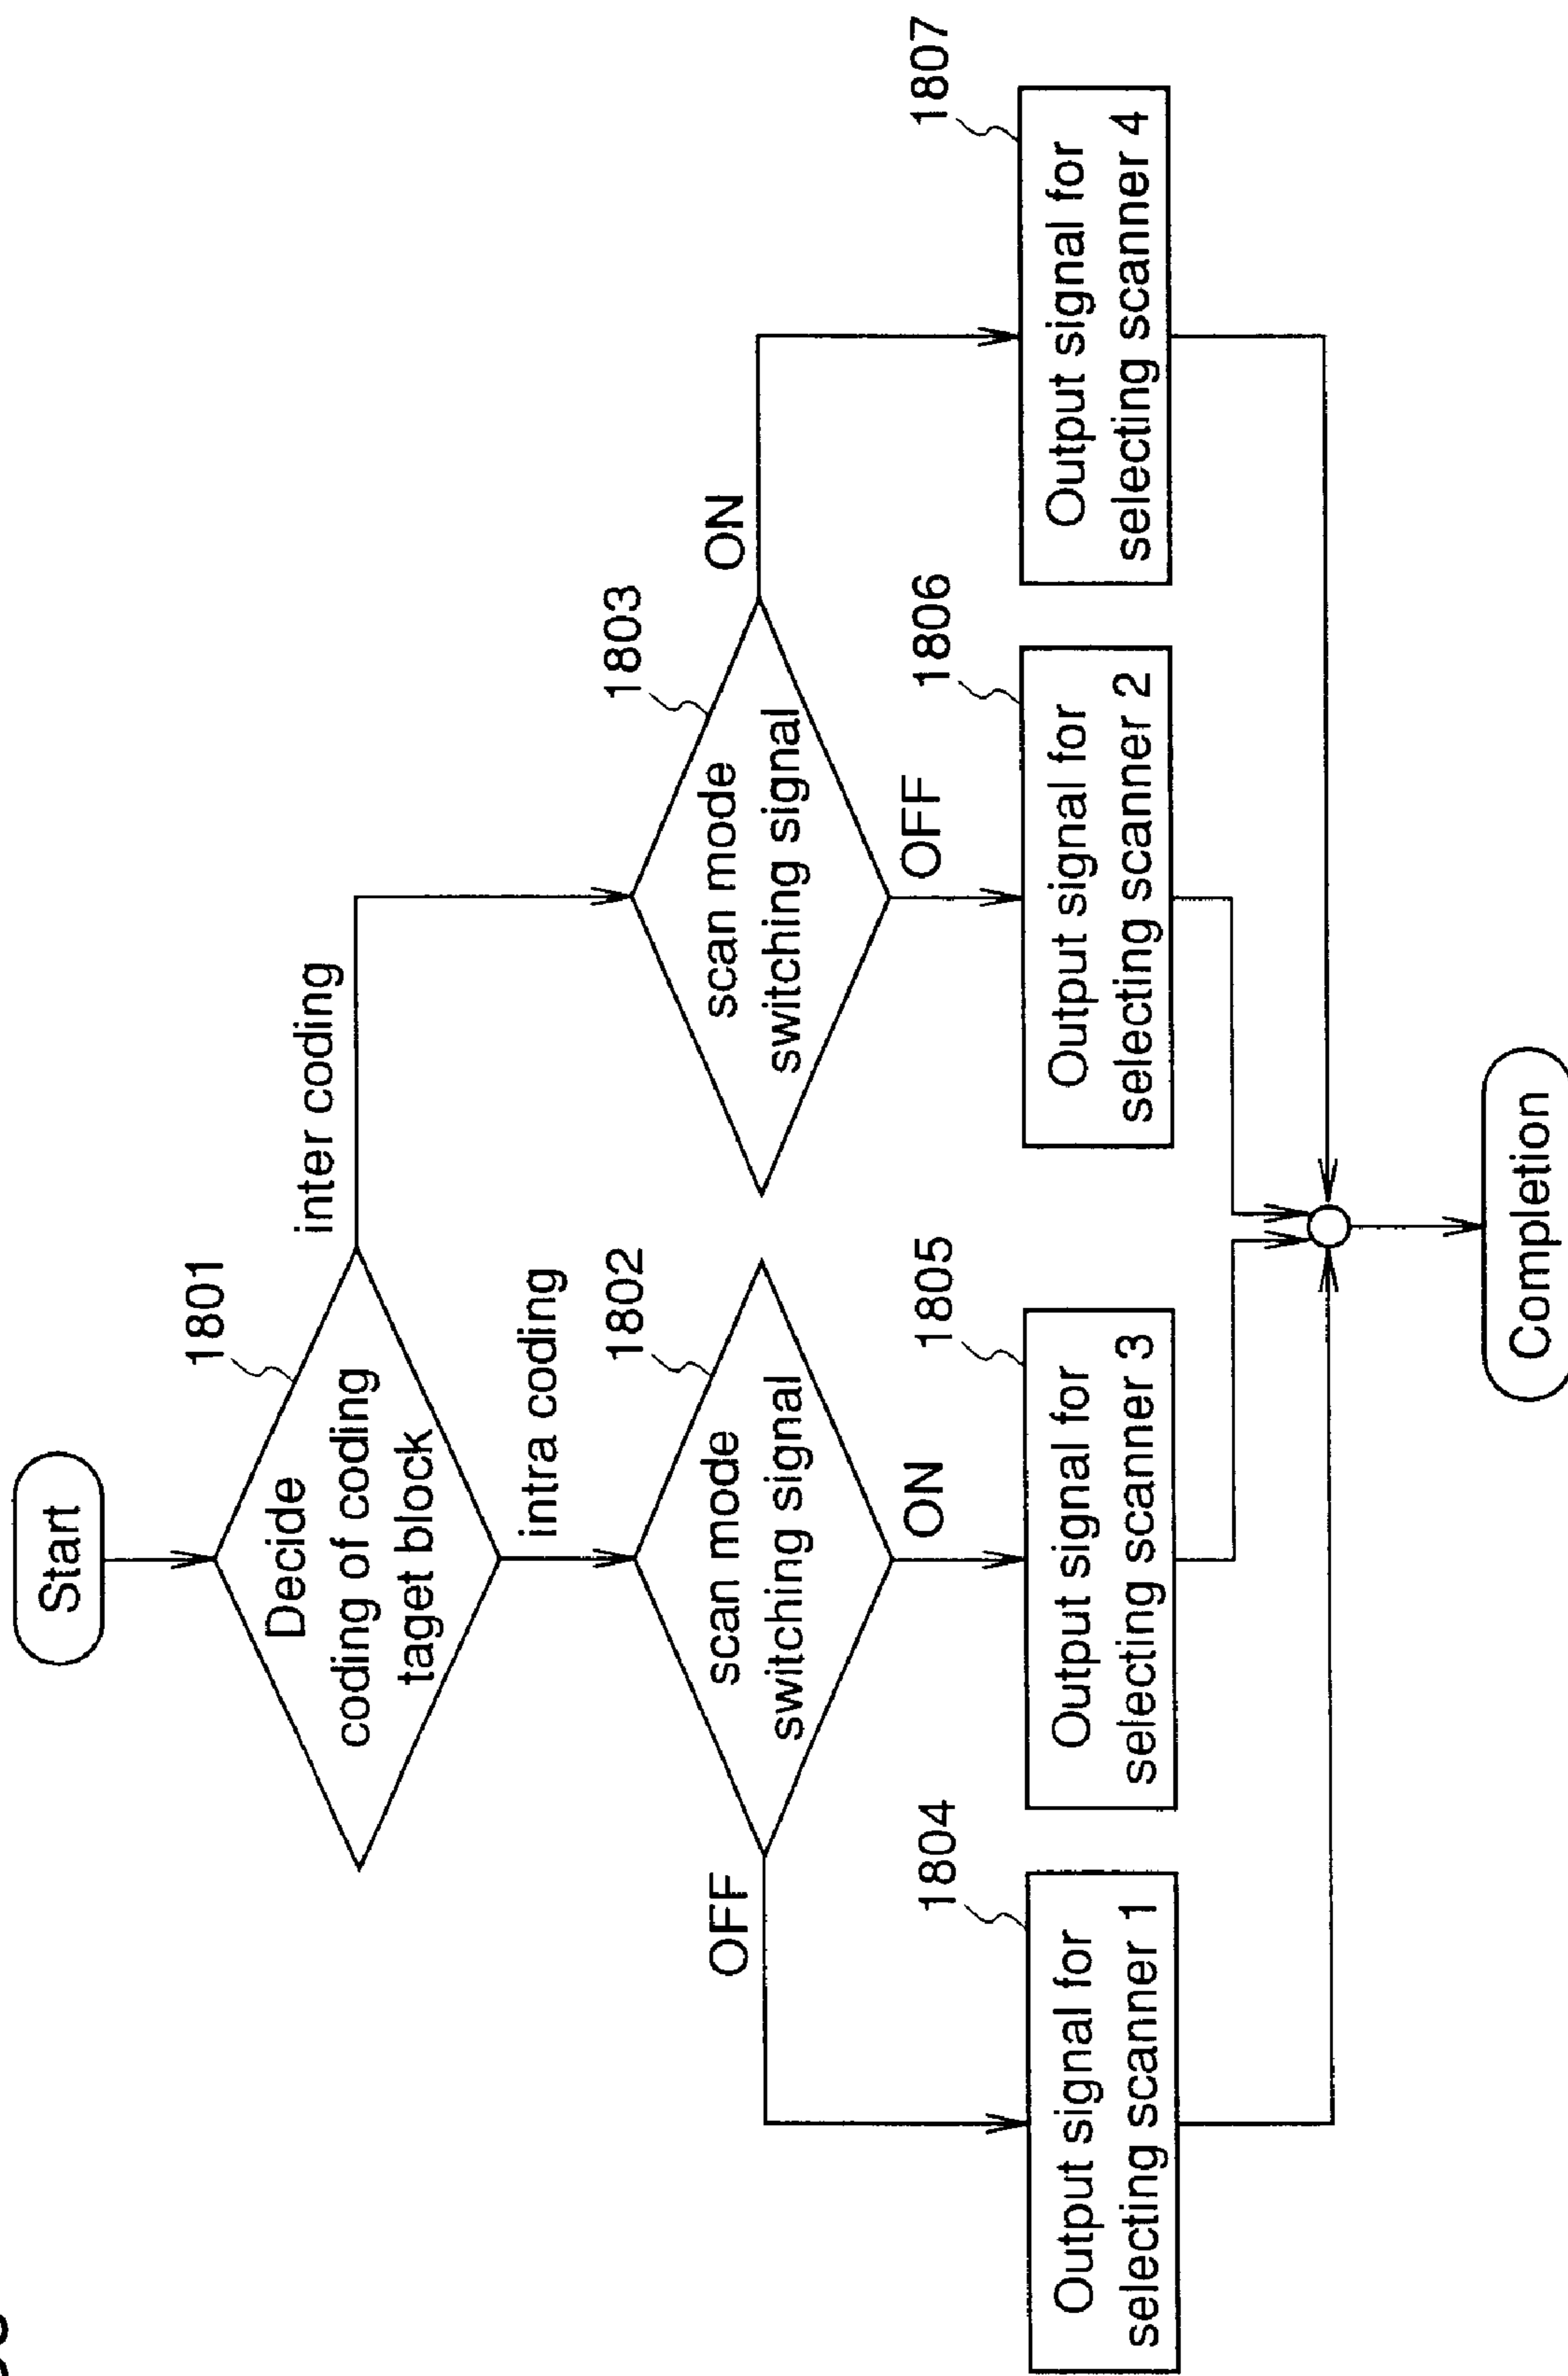 Start
1801
Decide
coding of coding
taget block
inter coding
intra coding
1802
scan mode
switching signal
1803
scan mode
switching signal
OFF
ON
OFF
ON
1804
Output signal for
selecting scanner 1
1805
Output signal for
selecting scanner 3
1806
Output signal for
selecting scanner 2
1807
Output signal for
selecting scanner 4
Completion